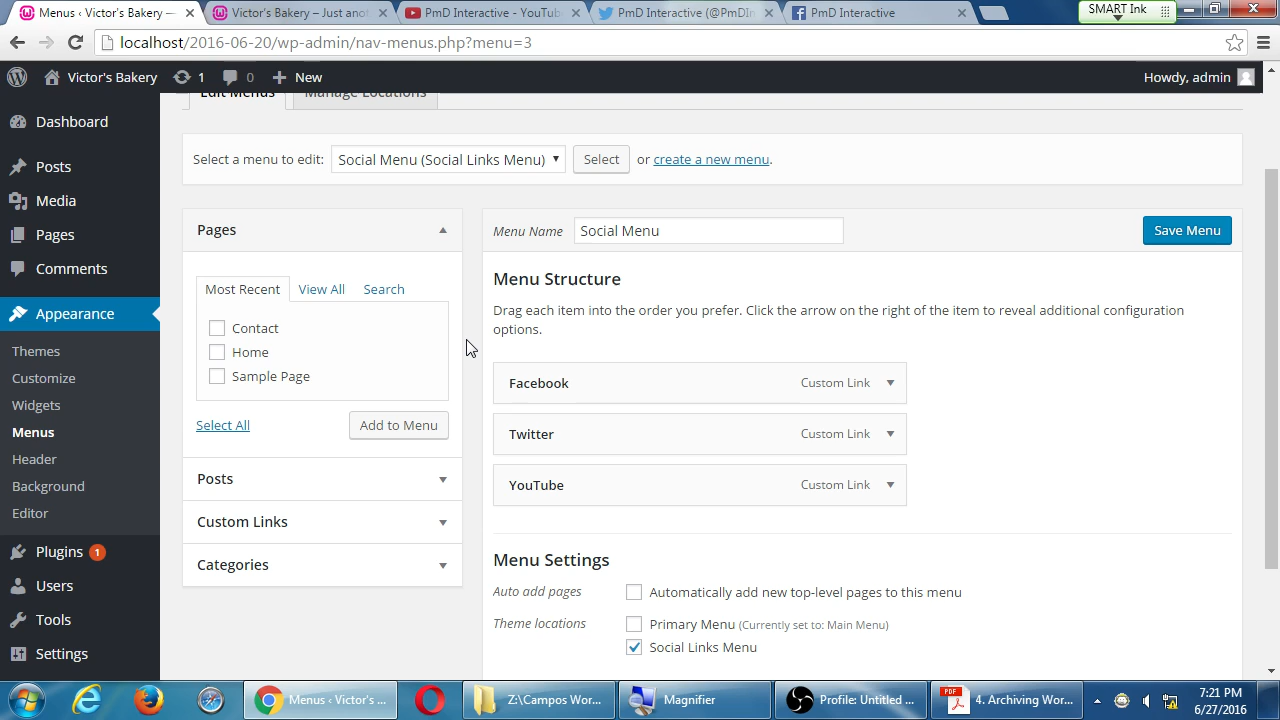 Menus ‹ Victor's Bakery —
Victor's Bakery – Just anot
PmD Interactive - YouTub
PmD Interactive (@PmDIn
PmD Interactive
SMART Ink
localhost/2016-06-20/wp-admin/nav-menus.php?menu=3
Victor's Bakery
1
0
New
Howdy, admin
Edit Menus
Manage Locations
Dashboard
Posts
Media
Pages
Comments
Appearance
Themes
Customize
Widgets
Menus
Header
Background
Editor
Plugins 1
Users
Tools
Settings
Select a menu to edit: Social Menu (Social Links Menu) Select or create a new menu.
Pages
Most Recent View All Search
Contact
Home
Sample Page
Select All Add to Menu
Posts
Custom Links
Categories
Menu Name Social Menu Save Menu
Menu Structure
Drag each item into the order you prefer. Click the arrow on the right of the item to reveal additional configuration
options.
Facebook Custom Link
Twitter Custom Link
YouTube Custom Link
Menu Settings
Auto add pages Automatically add new top-level pages to this menu
Theme locations Primary Menu (Currently set to: Main Menu)
Social Links Menu
Menus ‹ Victor's ...
Z:\Campos Wor...
Magnifier
Profile: Untitled ...
PDF
4. Archiving Wor...
7:21 PM
6/27/2016